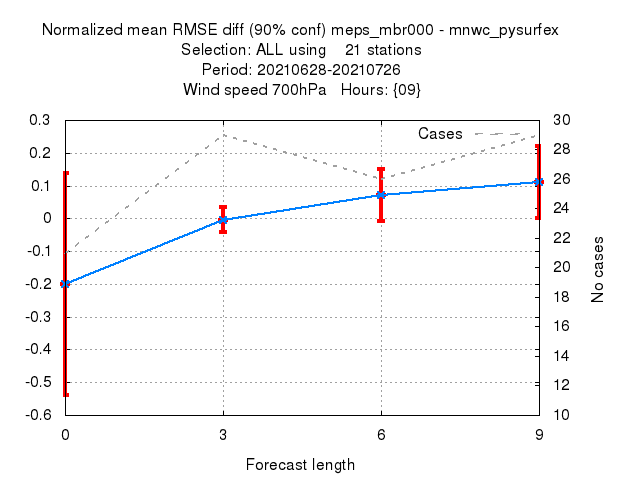 Normalized mean RMSE diff (90% conf) meps_mbr000 - mnwc_pysurfex
Selection: ALL using 21 stations
Period: 20210628-20210726
Wind speed 700hPa Hours: {09}
Cases
0.3
0.2
0.1
0
-0.1
-0.2
-0.3
-0.4
-0.5
-0.6
30
28
26
24
22
20
18
16
14
12
10
No cases
0 3 6 9
Forecast length